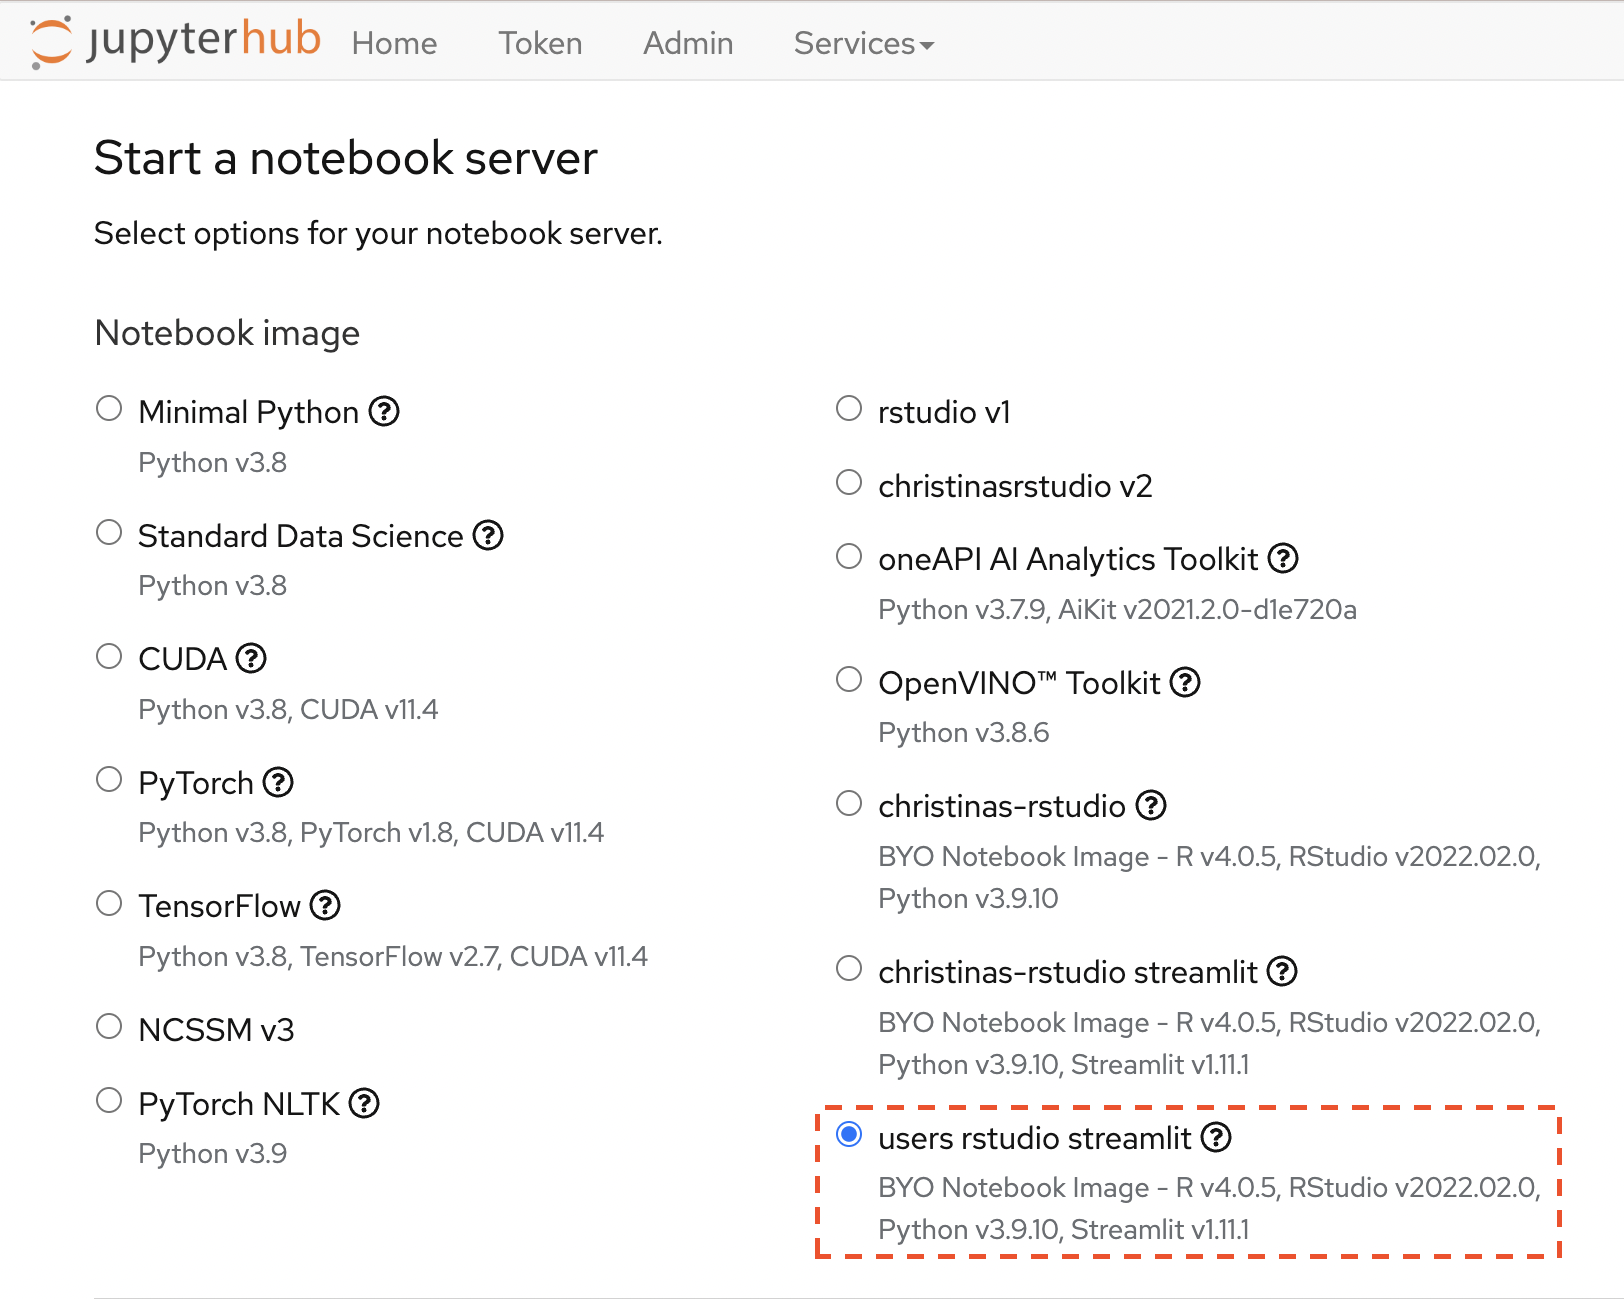 jupyterhub Home Token Admin Services
Start a notebook server
Select options for your notebook server.
Notebook image
Minimal Python
Python v3.8
Standard Data Science
Python v3.8
CUDA
Python v3.8, CUDA v11.4
PyTorch
Python v3.8, PyTorch v1.8, CUDA v11.4
TensorFlow
Python v3.8, TensorFlow v2.7, CUDA v11.4
NCSSM v3
PyTorch NLTK
Python v3.9
rstudio v1
christinasrstudio v2
oneAPI AI Analytics Toolkit
Python v3.7.9, AiKit v2021.2.0-d1e720a
OpenVINO™ Toolkit
Python v3.8.6
christinas-rstudio
BYO Notebook Image - R v4.0.5, RStudio v2022.02.0,
Python v3.9.10
christinas-rstudio streamlit
BYO Notebook Image - R v4.0.5, RStudio v2022.02.0,
Python v3.9.10, Streamlit v1.11.1
users rstudio streamlit
BYO Notebook Image - R v4.0.5, RStudio v2022.02.0,
Python v3.9.10, Streamlit v1.11.1